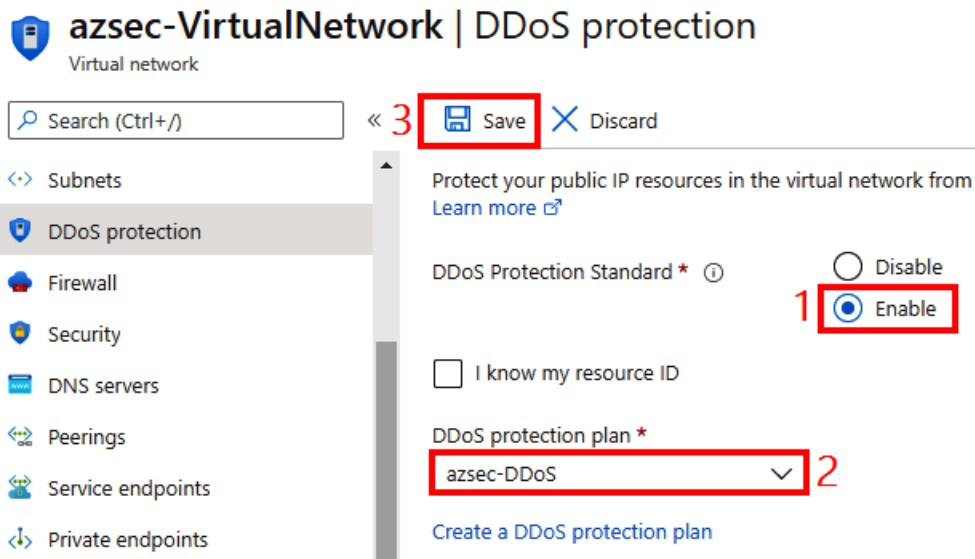 azsec-VirtualNetwork | DDoS protection
Virtual network
Search (Ctrl+/)
«
3
Save
Discard
Subnets
DDoS protection
Firewall
Security
DNS servers
Peerings
Service endpoints
Private endpoints
Protect your public IP resources in the virtual network from
Learn more
DDoS Protection Standard *
Disable
1
Enable
I know my resource ID
DDoS protection plan *
azsec-DDoS
2
Create a DDoS protection plan